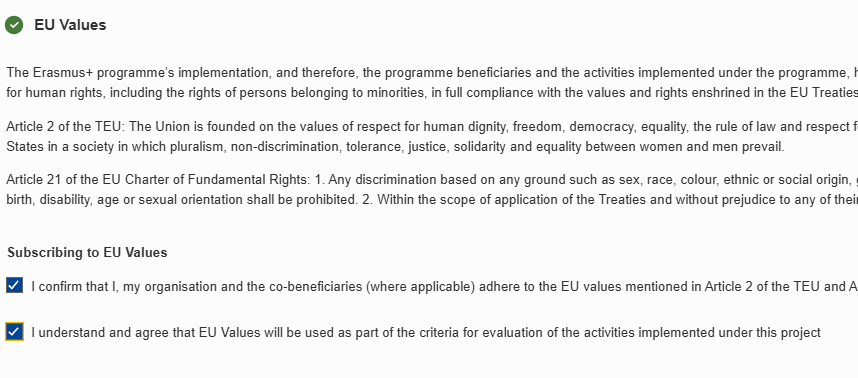 EU Values
The Erasmus+ programme's implementation, and therefore, the programme beneficiaries and the activities implemented under the programme,
for human rights, including the rights of persons belonging to minorities, in full compliance with the values and rights enshrined in the EU Treaties
Article 2 of the TEU: The Union is founded on the values of respect for human dignity, freedom, democracy, equality, the rule of law and respect
States in a society in which pluralism, non-discrimination, tolerance, justice, solidarity and equality between women and men prevail.
Article 21 of the EU Charter of Fundamental Rights: 1. Any discrimination based on any ground such as sex, race, colour, ethnic or social origin,
birth, disability, age or sexual orientation shall be prohibited. 2. Within the scope of application of the Treaties and without prejudice to any of
Subscribing to EU Values
I confirm that I, my organisation and the co-beneficiaries (where applicable) adhere to the EU values mentioned in Article 2 of the TEU and
I understand and agree that EU Values will be used as part of the criteria for evaluation of the activities implemented under this project